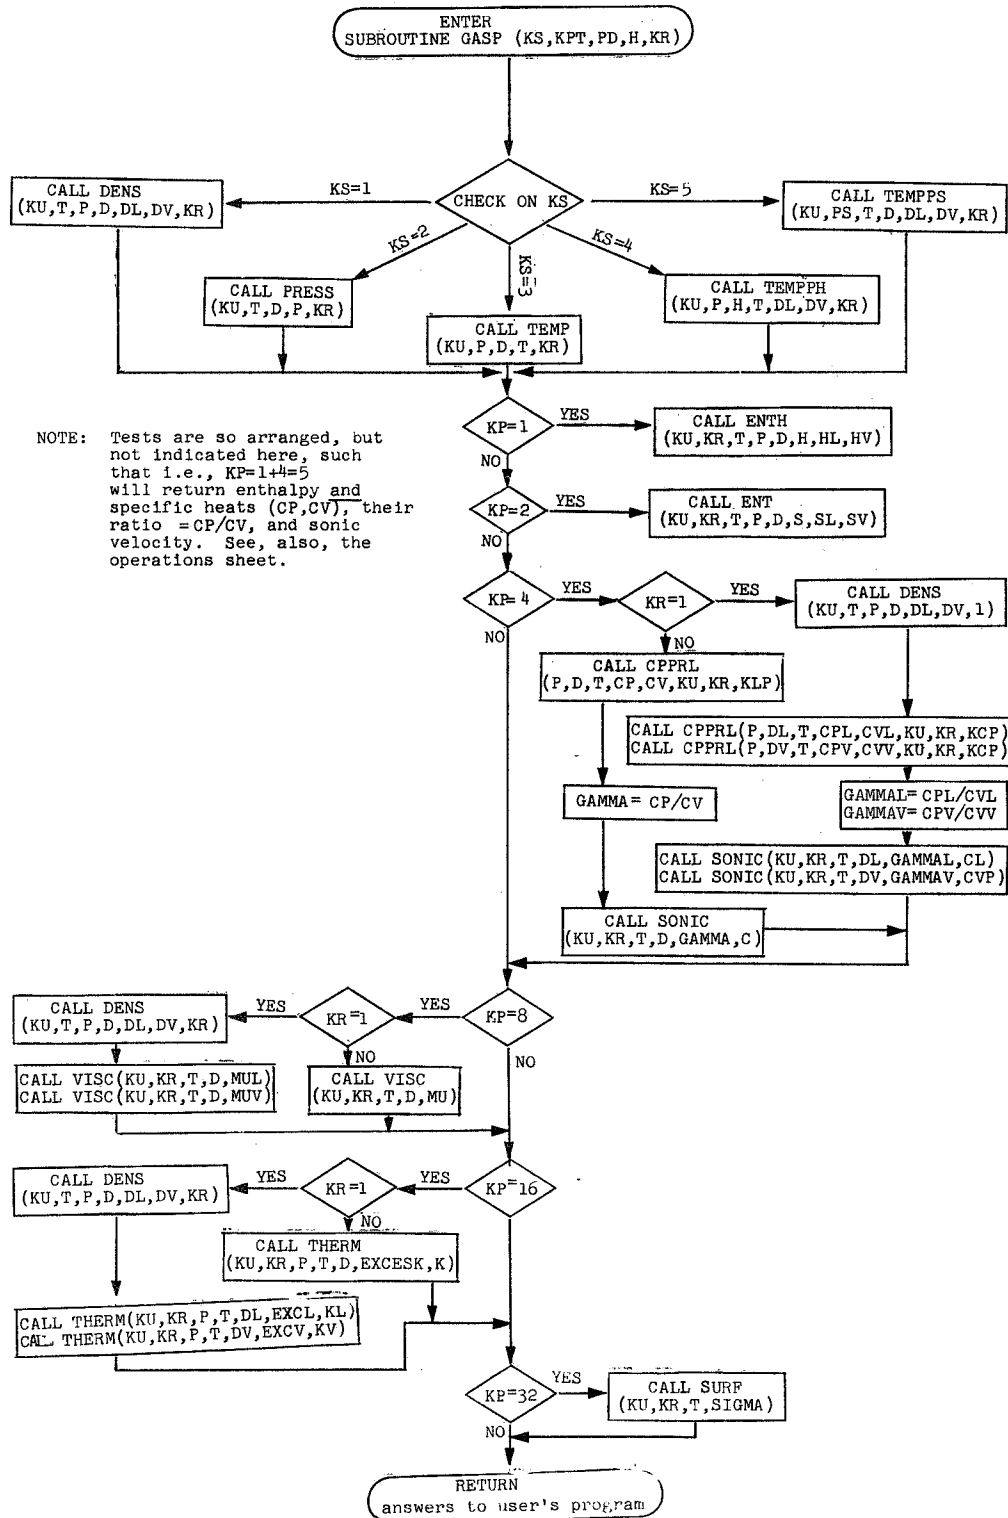 ENTER
SUBROUTINE GASP (KS,KPT,PD,H,KR)
CHECK ON KS
KS=1
KS=2
KS=3
KS=4
KS=5
CALL DENS
(KU,T,P,D,DL,DV,KR)
CALL TEMPPS
(KU,PS,T,D,DL,DV,KR)
CALL PRESS
(KU,T,D,P,KR)
CALL TEMP
(KU,P,D,T,KR)
CALL TEMPPH
(KU,P,H,T,DL,DV,KR)
NOTE: Tests are so arranged, but
not indicated here, such
that i.e., KP=1+4=5
will return enthalpy and
specific heats (CP,CV), their
ratio =CP/CV, and sonic
velocity. See, also, the
operations sheet.
KP=1
YES
CALL ENTH
(KU,KR,T,P,D,H,HL,HV)
NO
KP=2
YES
CALL ENT
(KU,KR,T,P,D,S,SL,SV)
NO
KP=4
YES
KR=1
YES
CALL DENS
(KU,T,P,D,DL,DV,1)
NO
NO
CALL CPPRL
(P,D,T,CP,CV,KU,KR,KLP)
CALL CPPRL(P,DL,T,CPL,CVL,KU,KR,KCP)
CALL CPPRL(P,DV,T,CPV,CVV,KU,KR,KCP)
GAMMA= CP/CV
GAMMAL= CPL/CVL
GAMMAV= CPV/CVV
CALL SONIC(KU,KR,T,DL,GAMMAL,CL)
CALL SONIC(KU,KR,T,DV,GAMMAV,CVP)
CALL SONIC
(KU,KR,T,D,GAMMA,C)
KP=8
YES
KR=1
YES
CALL DENS
(KU,T,P,D,DL,DV,KR)
NO
NO
CALL VISC(KU,KR,T,D,MUL)
CALL VISC(KU,KR,T,D,MUV)
CALL VISC
(KU,KR,T,D,MU)
KP=16
YES
KR=1
YES
CALL DENS
(KU,T,P,D,DL,DV,KR)
NO
CALL THERM
(KU,KR,P,T,D,EXCESK,K)
CALL THERM(KU,KR,P,T,DL,EXCL,KL)
CALL THERM(KU,KR,P,T,DV,EXCV,KV)
KP=32
YES
CALL SURF
(KU,KR,T,SIGMA)
NO
RETURN
answers to user's program